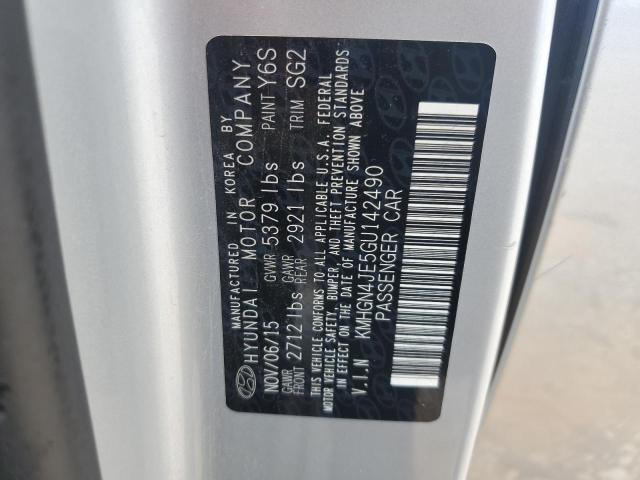 MANUFACTURED IN KOREA BY
HYUNDAI MOTOR COMPANY
NOV/06/15 GVWR 5379 lbs PAINT Y6S
GAWR FRONT 2712 lbs GAWR REAR 2921 lbs TRIM SG2
THIS VEHICLE CONFORMS TO ALL APPLICABLE U.S.A. FEDERAL
MOTOR VEHICLE SAFETY, BUMPER, AND THEFT PREVENTION STANDARDS
IN EFFECT ON THE DATE OF MANUFACTURE SHOWN ABOVE
V.I.N KMHGN4JE5GU142490
PASSENGER CAR